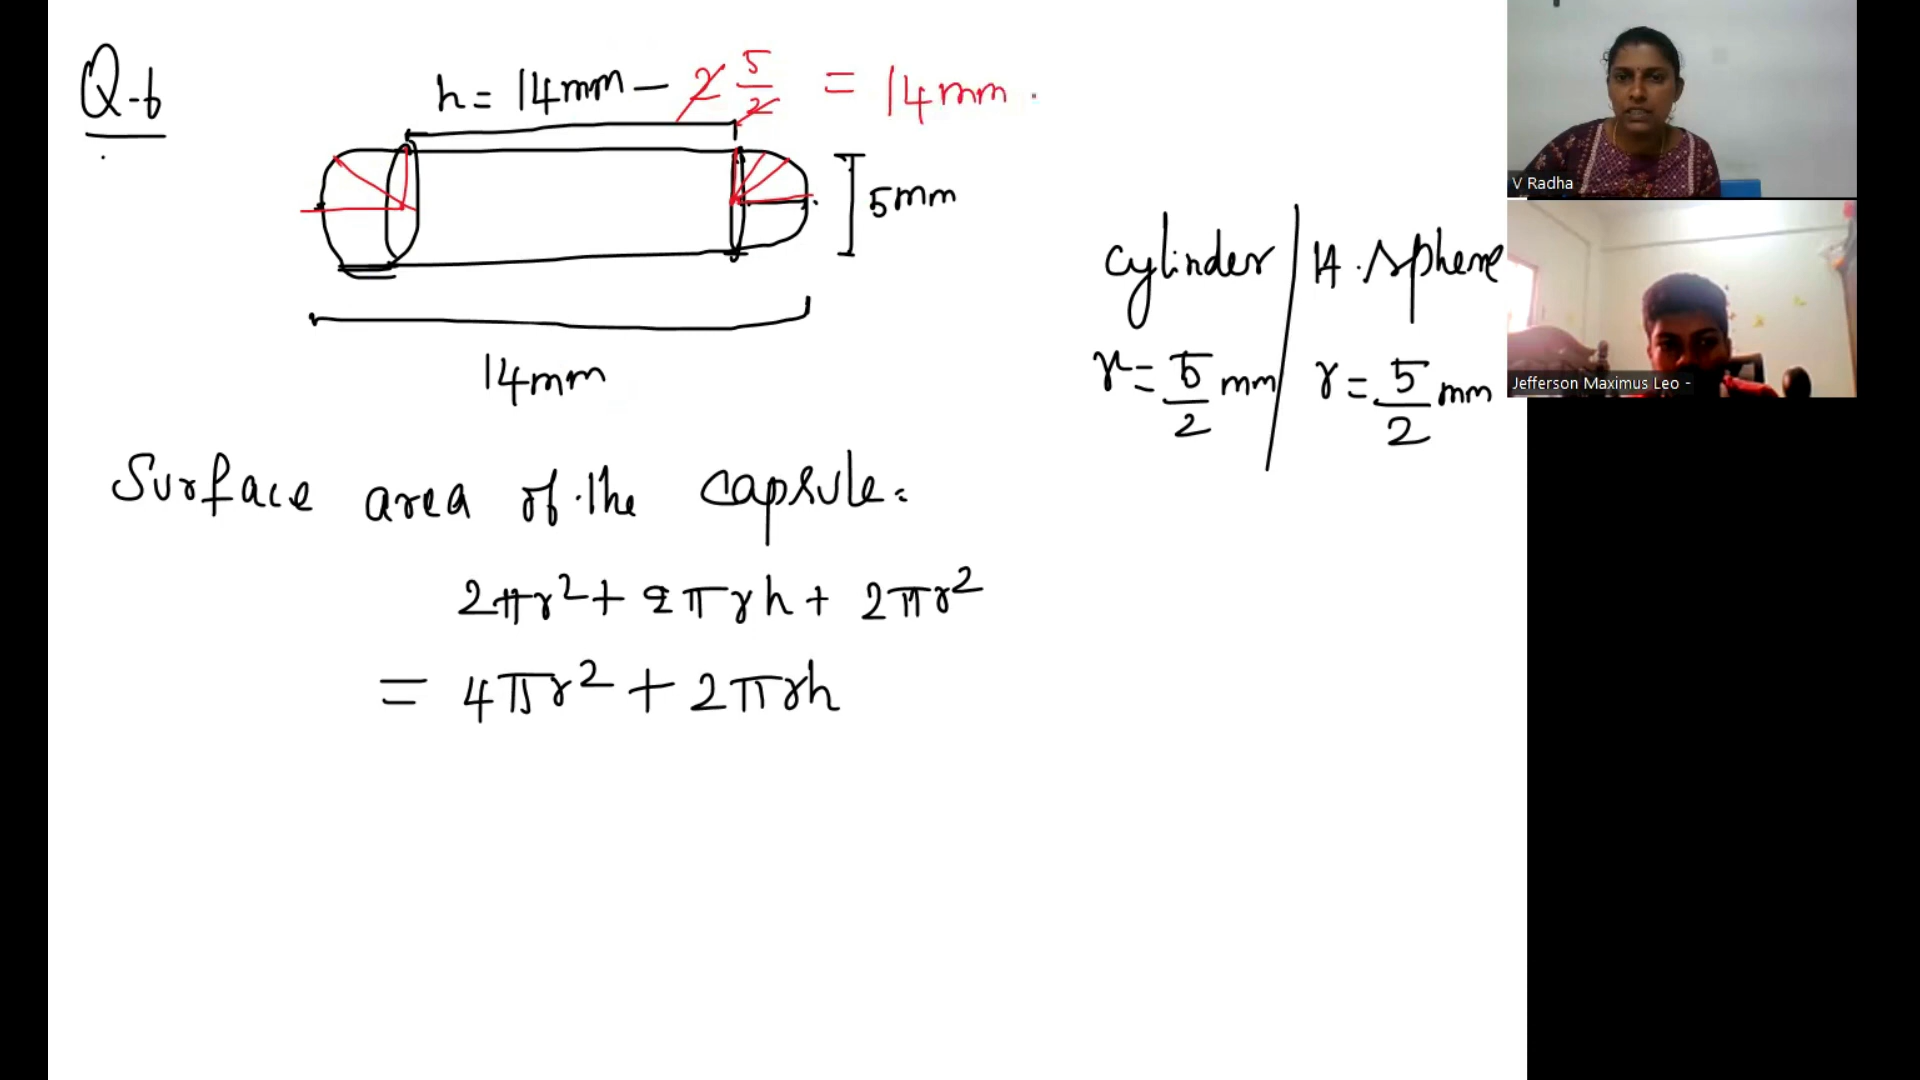 Q-6
h = 14mm - 2 5/2 = 14mm.
5mm
14mm
cylinder / H.sphere
r = 5/2 mm / r = 5/2 mm
Surface area of the capsule =
2πr² + 2πrh + 2πr²
= 4πr² + 2πrh
V Radha
Jefferson Maximus Leo -